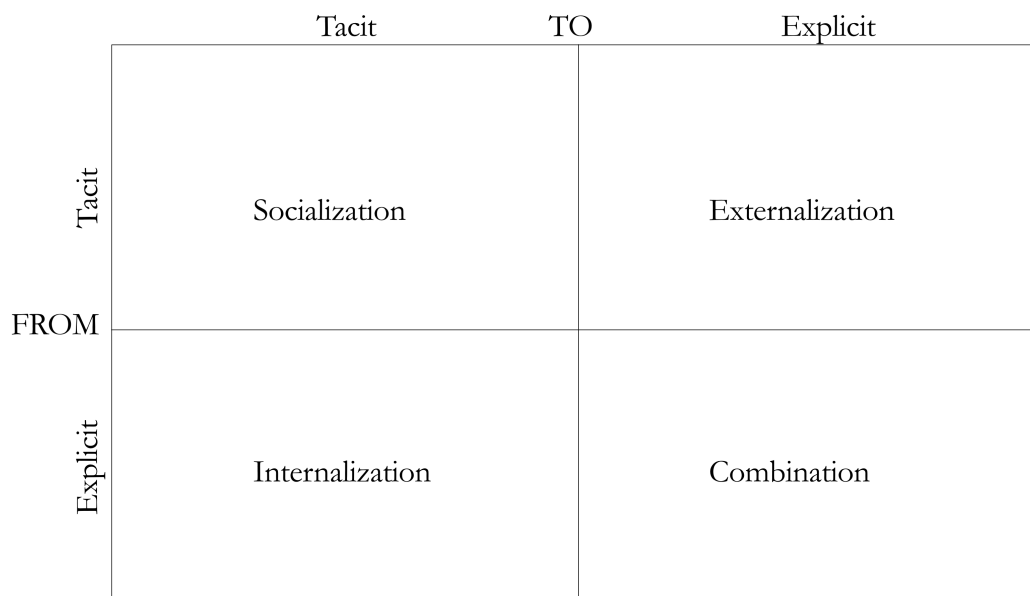 Tacit TO Explicit
Tacit
Socialization Externalization
FROM
Explicit
Internalization Combination